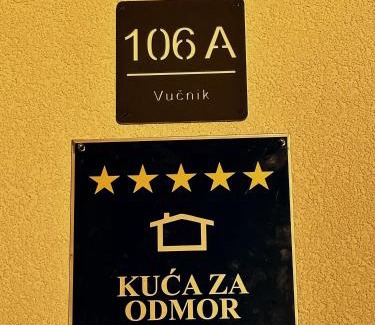 106 A
Vučnik
KUĆA ZA
ODMOR